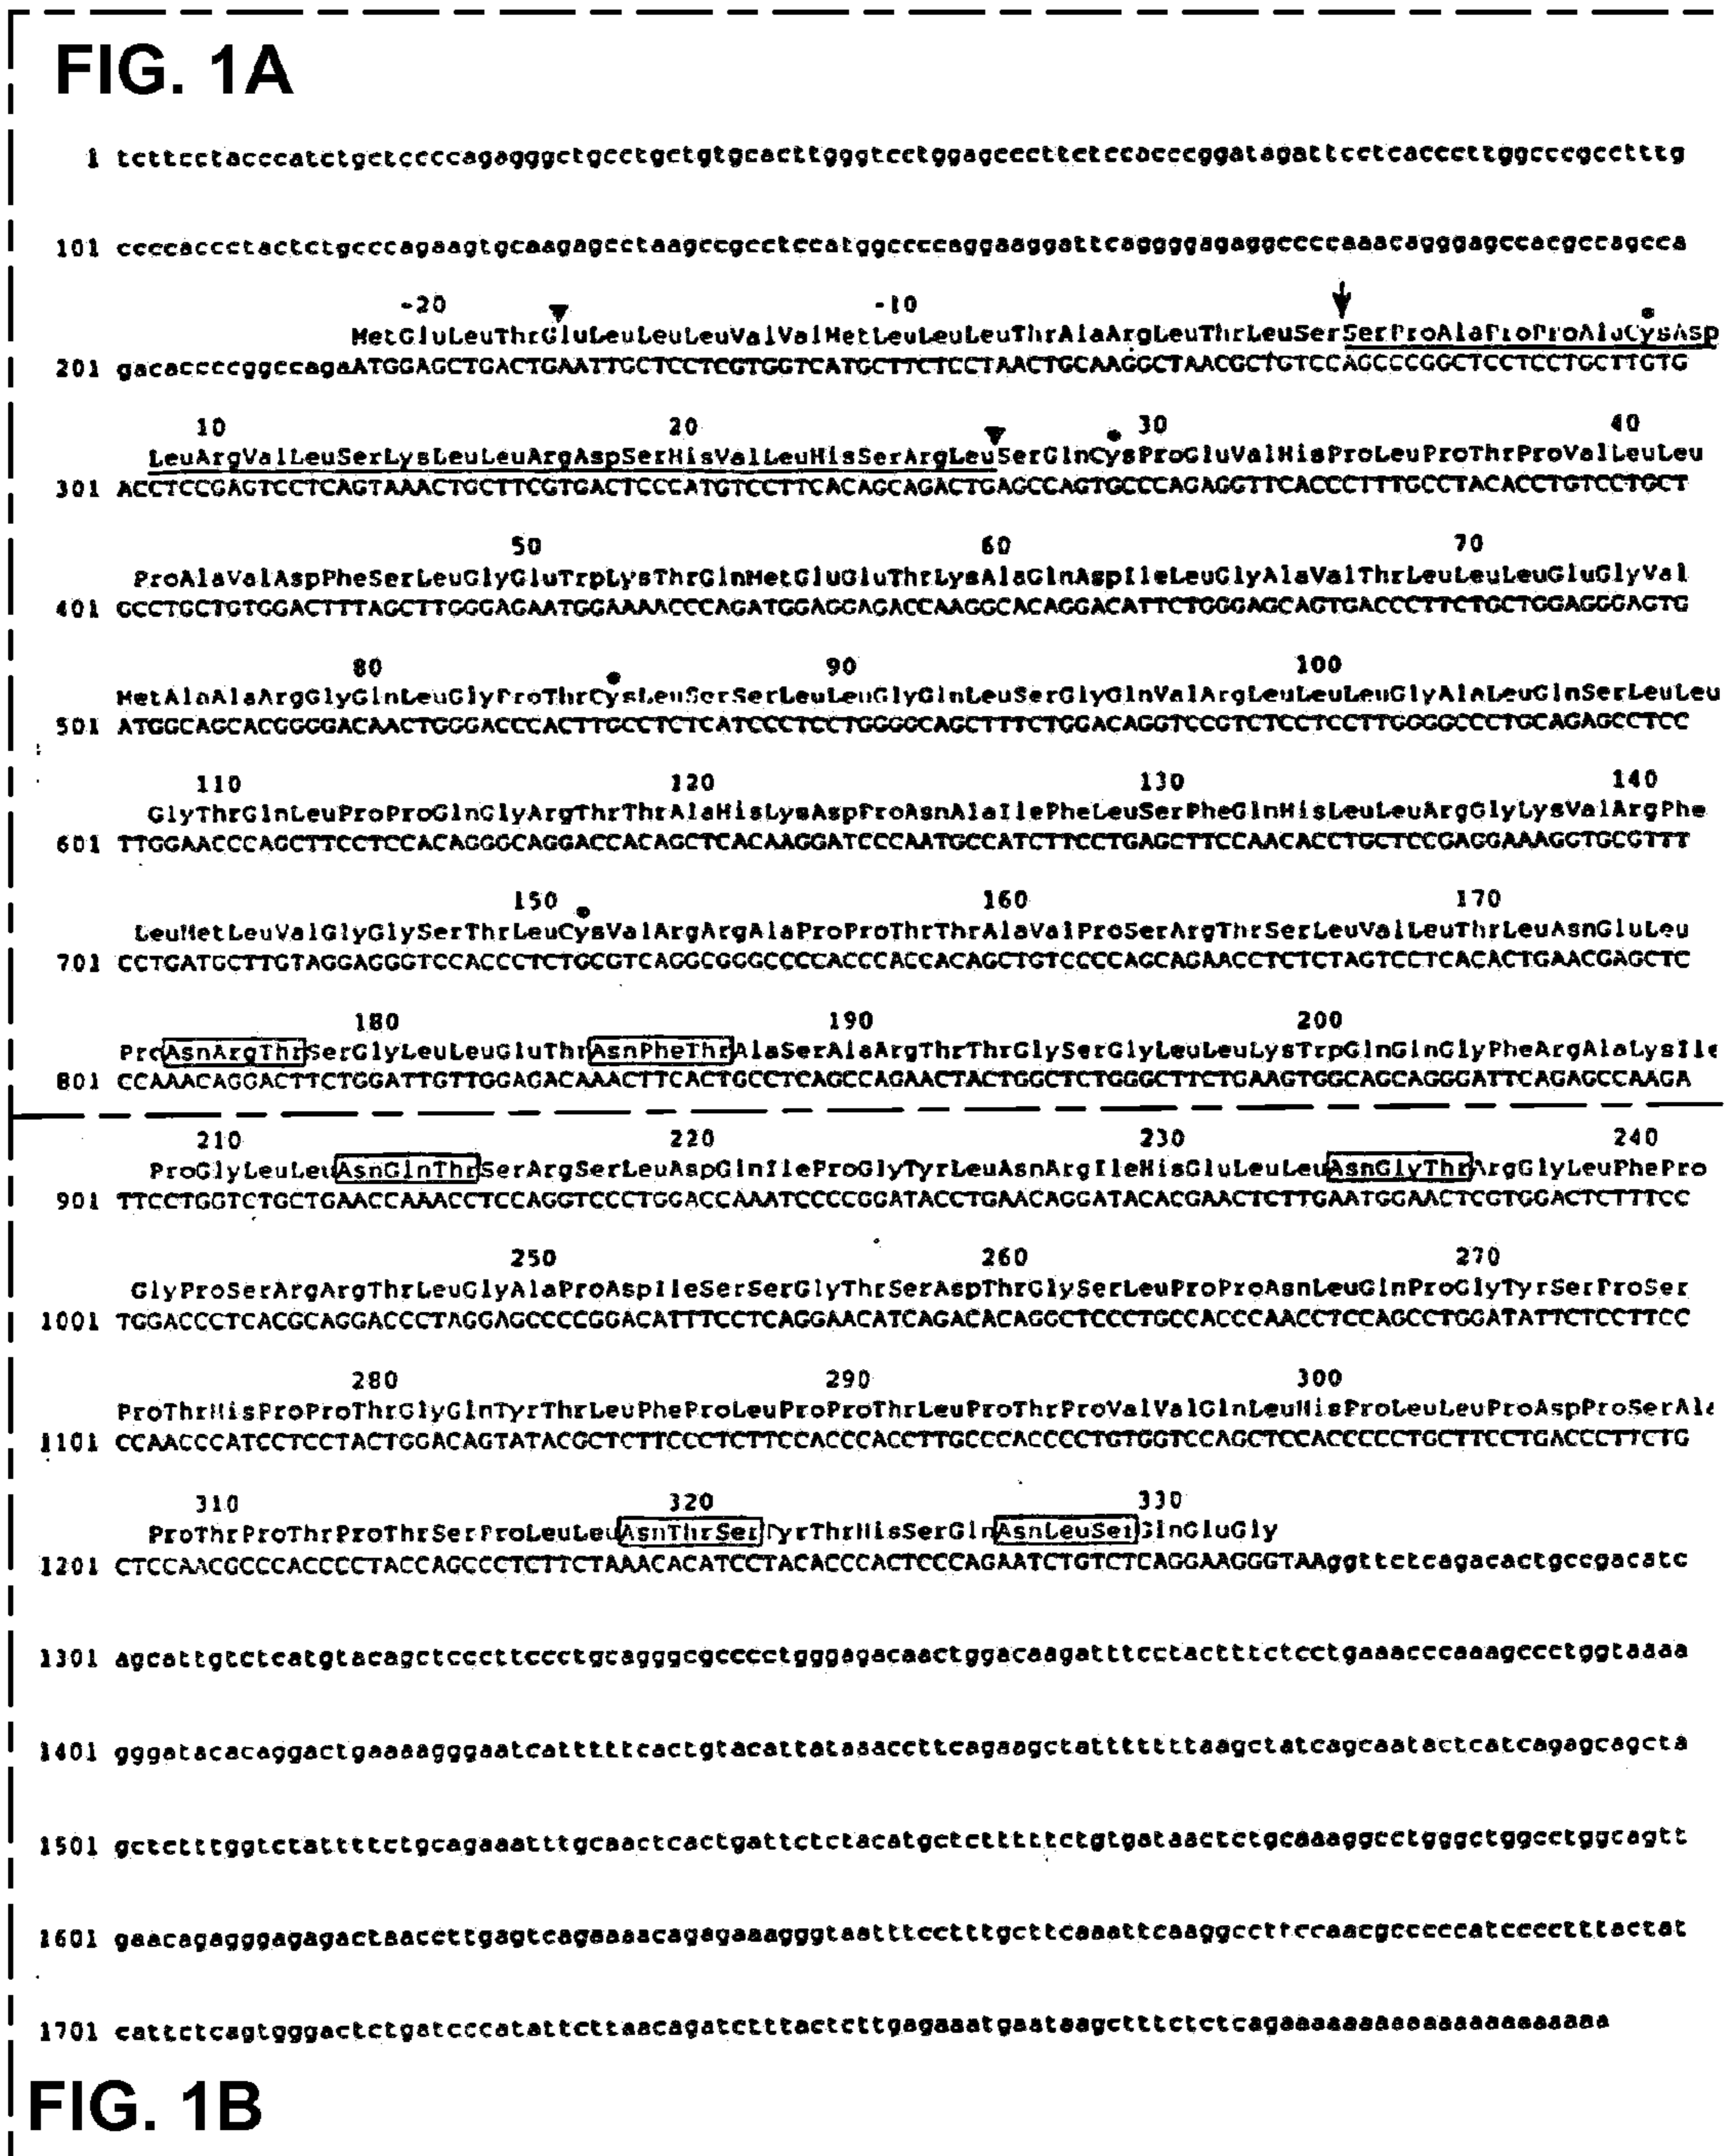 FIG. 1A
1 tcttcctacccatctgctccccagagggctgcctgctgtgcacttgggtcctggagcccttctccacccggatagattcctcacccttggcccgcctttg
101 ccccaccctactctgcccagaagtgcaagagcctaagccgcctccatggccccaggaaggattcaggggagaggccccaaacagggagccacgccagcca
-20 -10
MetGluLeuThrGluLeuLeuLeuValValMetLeuLeuLeuThrAlaArgLeuThrLeuSerSerProAlaProProAlaCysAsp
201 gacaccccggccagaATGGAGCTGACTGAATTGCTCCTCGTGGTCATGCTTCTCCTAACTGCAAGGCTAACGCTGTCCAGCCCGGCTCCTCCTGCTTGTG
10 20 30 40
LeuArgValLeuSerLysLeuLeuArgAspSerHisValLeuHisSerArgLeuSerGlnCysProGluValHisProLeuProThrProValLeuLeu
301 ACCTCCGAGTCCTCAGTAAACTGCTTCGTGACTCCCATGTCCTTCACAGCAGACTGAGCCAGTGCCCAGAGGTTCACCCTTTGCCTACACCTGTCCTGCT
50 60 70
ProAlaValAspPheSerLeuGlyGluTrpLysThrGlnMetGluGluThrLysAlaGlnAspIleLeuGlyAlaValThrLeuLeuLeuGluGlyVal
401 GCCTGCTGTGGACTTTAGCTTGGGAGAATGGAAAACCCAGATGGAGGAGACCAAGGCACAGGACATTCTGGGAGCAGTGACCCTTCTGCTGGAGGGAGTG
80 90 100
MetAlaAlaArgGlyGlnLeuGlyProThrCysLeuSerSerLeuLeuGlyGlnLeuSerGlyGlnValArgLeuLeuLeuGlyAlaLeuGlnSerLeuLeu
501 ATGGCAGCACGGGGACAACTGGGACCCACTTGCCTCTCATCCCTCCTGGGGCAGCTTTCTGGACAGGTCCGTCTCCTCCTTGGGGCCCTGCAGAGCCTCC
110 120 130 140
GlyThrGlnLeuProProGlnGlyArgThrThrAlaHisLysAspProAsnAlaIlePheLeuSerPheGlnHisLeuLeuArgGlyLysValArgPhe
601 TTGGAACCCAGCTTCCTCCACAGGGCAGGACCACAGCTCACAAGGATCCCAATGCCATCTTCCTGAGCTTCCAACACCTGCTCCGAGGAAAGGTGCGTTT
150 160 170
LeuMetLeuValGlyGlySerThrLeuCysValArgArgAlaProProThrThrAlaValProSerArgThrSerLeuValLeuThrLeuAsnGluLeu
701 CCTGATGCTTGTAGGAGGGTCCACCCTCTGCGTCAGGCGGGCCCCACCCACCACAGCTGTCCCCAGCAGAACCTCTCTAGTCCTCACACTGAACGAGCTC
180 190 200
ProAsnArgThrSerGlyLeuLeuGluThrAsnPheThrAlaSerAlaArgThrThrGlySerGlyLeuLeuLysTrpGlnGlnGlyPheArgAlaLysIle
801 CCAAACAGGACTTCTGGATTGTTGGAGACAAACTTCACTGCCTCAGCCAGAACTACTGGCTCTGGGCTTCTGAAGTGGCAGCAGGGATTCAGAGCCAAGA
210 220 230 240
ProGlyLeuLeuAsnGlnThrSerArgSerLeuAspGlnIleProGlyTyrLeuAsnArgIleHisGluLeuLeuAsnGlyThrArgGlyLeuPhePro
901 TTCCTGGTCTGCTGAACCAAACCTCCAGGTCCCTGGACCAAATCCCCGGATACCTGAACAGGATACACGAACTCTTGAATGGAACTCGTGGACTCTTTCC
250 260 270
GlyProSerArgArgThrLeuGlyAlaProAspIleSerSerGlyThrSerAspThrGlySerLeuProProAsnLeuGlnProGlyTyrSerProSer
1001 TGGACCCTCACGCAGGACCCTAGGAGCCCCGGACATTTCCTCAGGAACATCAGACACAGGCTCCCTGCCACCCAACCTCCAGCCTGGATATTCTCCTTCC
280 290 300
ProThrHisProProThrGlyGlnTyrThrLeuPheProLeuProProThrLeuProThrProValValGlnLeuHisProLeuLeuProAspProSerAla
1101 CCAACCCATCCTCCTACTGGACAGTATACGCTCTTCCCTCTTCCACCCACCTTGCCCACCCCTGTGGTCCAGCTCCACCCCCTGCTTCCTGACCCTTCTG
310 320 330
ProThrProThrProThrSerProLeuLeuAsnThrSerTyrThrHisSerGlnAsnLeuSerGlnGluGly
1201 CTCCAACGCCCACCCCTACCAGCCCTCTTCTAAACACATCCTACACCCACTCCCAGAATCTGTCTCAGGAAGGGTAAggttctcagacactgccgacatc
1301 agcattgtctcatgtacagctcccttccctgcagggcgcccctgggagacaactggacaagatttcctactttctcctgaaacccaaagccctggtaaaa
1401 gggatacacaggactgaaaagggaatcatttttcactgtacattataaaccttcagaagctatttttttaagctatcagcaatactcatcagagcagcta
1501 gctctttggtctattttctgcagaaatttgcaactcactgattctctacatgctctttttctgtgataactctgcaaaggcctgggctggcctggcagtt
1601 gaacagagggagagactaaccttgagtcagaaaacagagaaagggtaatttcctttgcttcaaattcaaggccttccaacgcccccatcccctttactat
1701 cattctcagtgggactctgatcccatattcttaacagatctttactcttgagaaatgaataagctttctctcagaaaaaaaaaaaaaaaaaaaaa
FIG. 1B